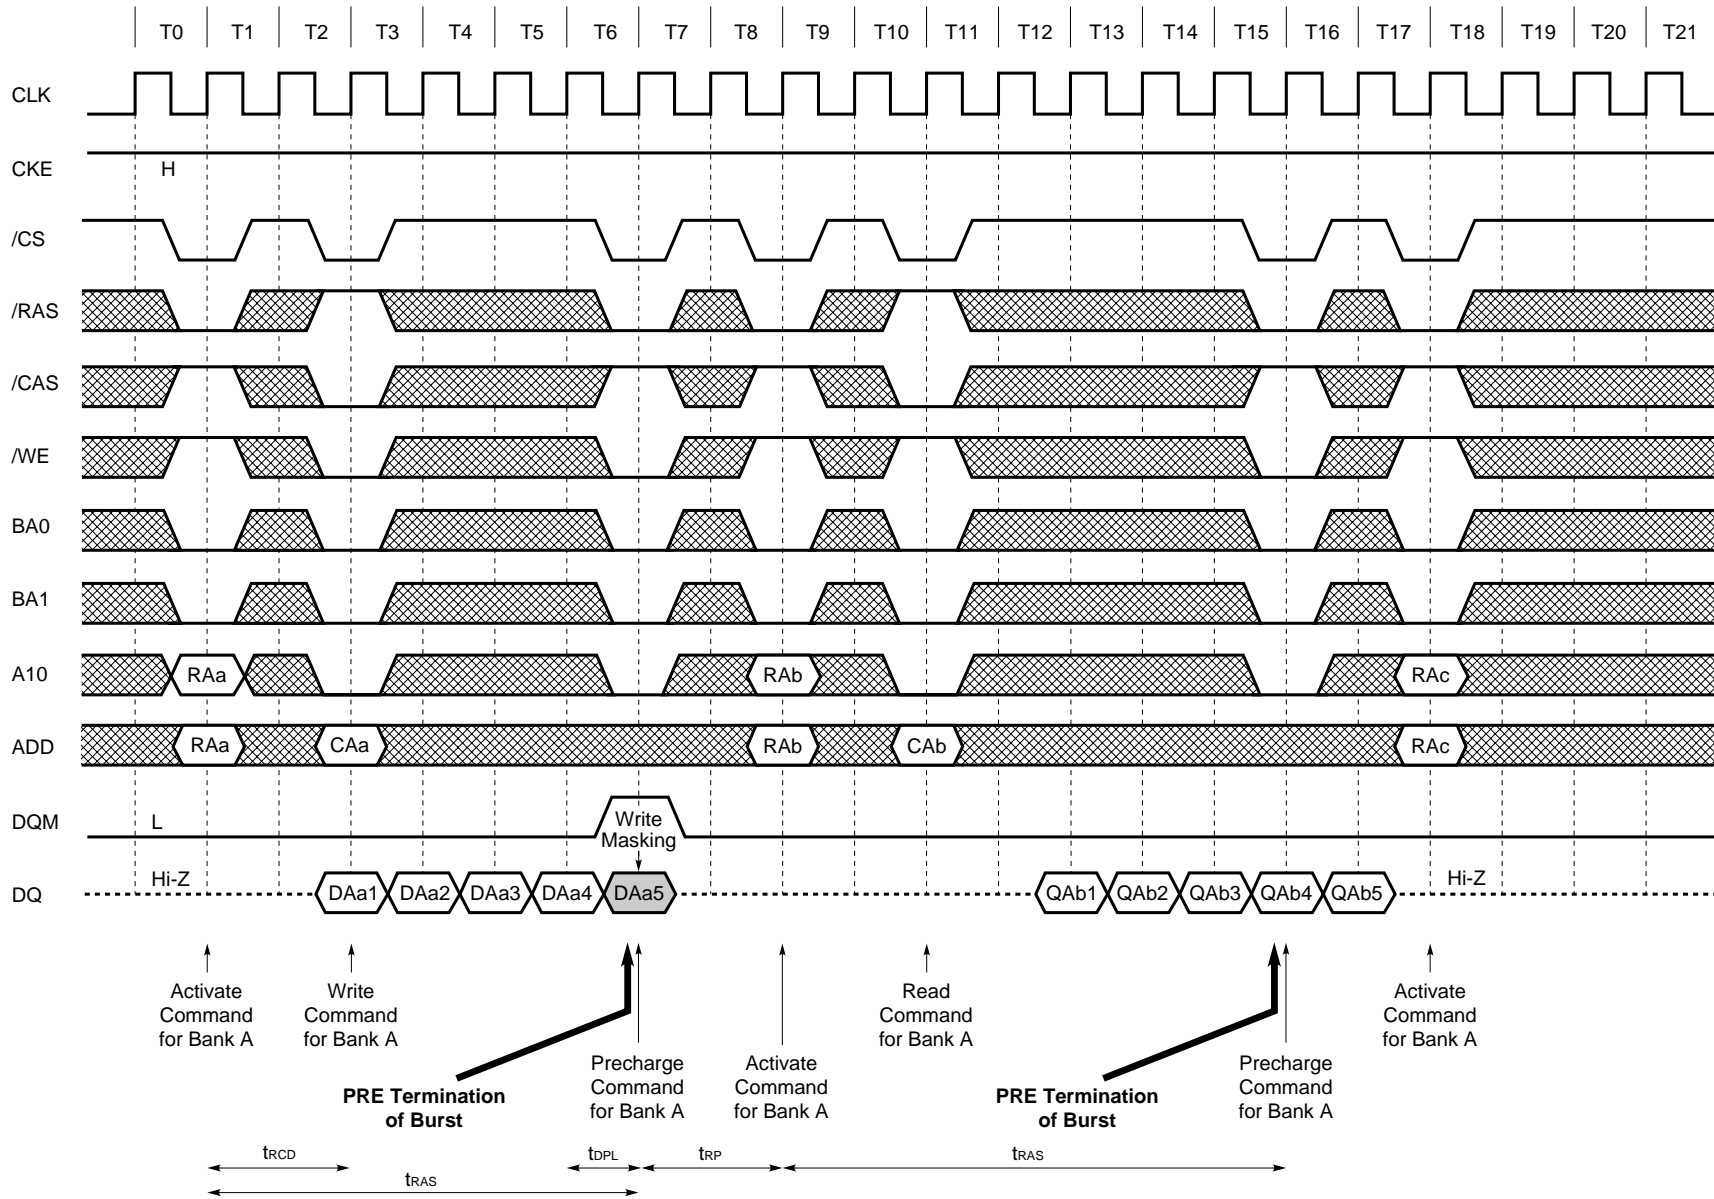 T0 T1 T2 T3 T4 T5 T6 T7 T8 T9 T10 T11 T12 T13 T14 T15 T16 T17 T18 T19 T20 T21
CLK
CKE H
/CS
/RAS
/CAS
/WE
BA0
BA1
A10 RAa RAb RAc
ADD RAa CAa RAb CAb RAc
DQM L Write
Masking
DQ Hi-Z DAa1 DAa2 DAa3 DAa4 DAa5 QAb1 QAb2 QAb3 QAb4 QAb5 Hi-Z
Activate
Command
for Bank A
Write
Command
for Bank A
PRE Termination
of Burst
Precharge
Command
for Bank A
Activate
Command
for Bank A
Read
Command
for Bank A
PRE Termination
of Burst
Precharge
Command
for Bank A
Activate
Command
for Bank A
tRCD tDPL tRP tRAS
tRAS